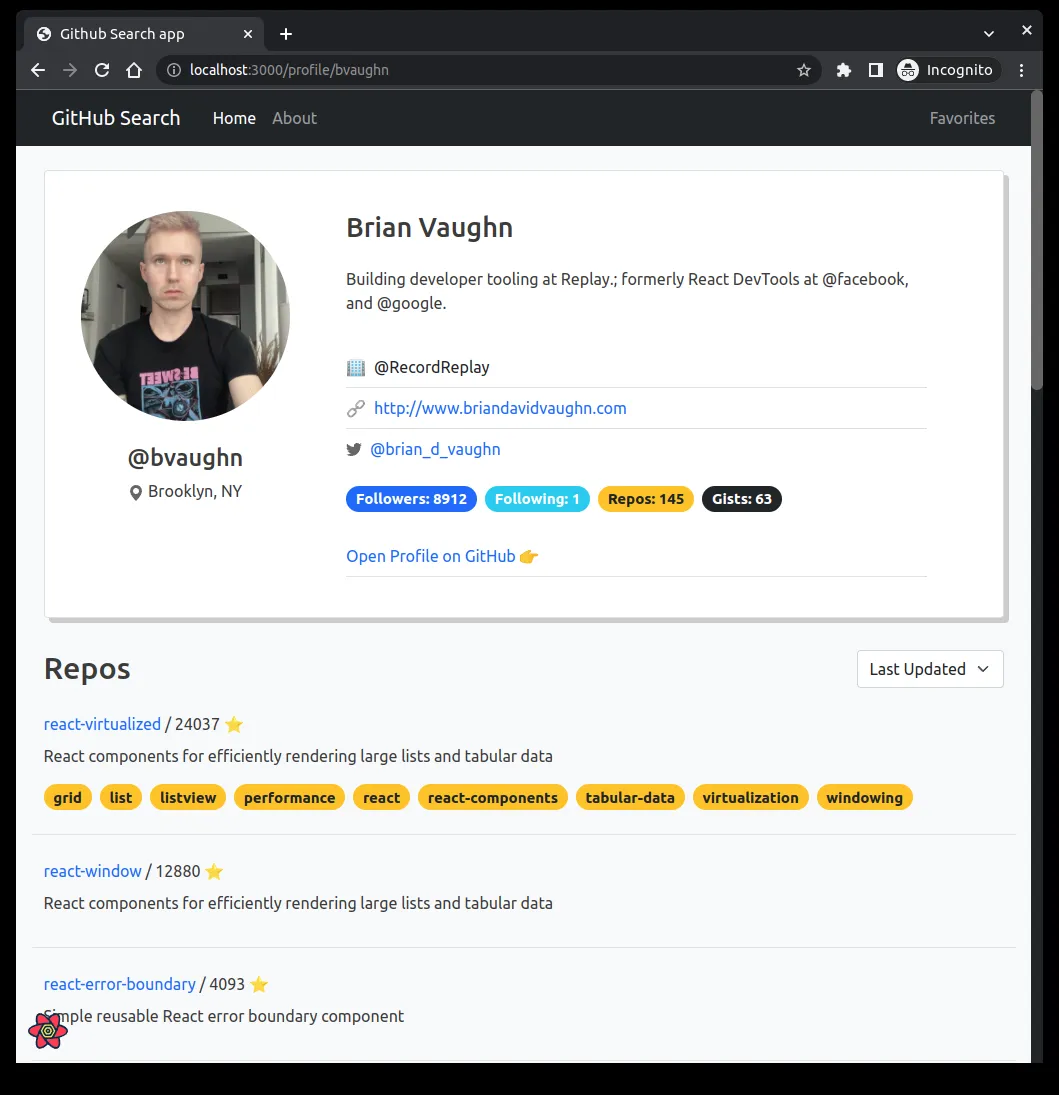 Github Search app
localhost:3000/profile/bvaughn
Incognito
GitHub Search Home About Favorites
Brian Vaughn
Building developer tooling at Replay.; formerly React DevTools at @facebook,
and @google.
@RecordReplay
http://www.briandavidvaughn.com
@brian_d_vaughn
BE:SWEET
@bvaughn
Brooklyn, NY
Followers: 8912 Following: 1 Repos: 145 Gists: 63
Open Profile on GitHub 👉
Repos
Last Updated
react-virtualized / 24037 ⭐
React components for efficiently rendering large lists and tabular data
grid list listview performance react react-components tabular-data virtualization windowing
react-window / 12880 ⭐
React components for efficiently rendering large lists and tabular data
react-error-boundary / 4093 ⭐
Simple reusable React error boundary component